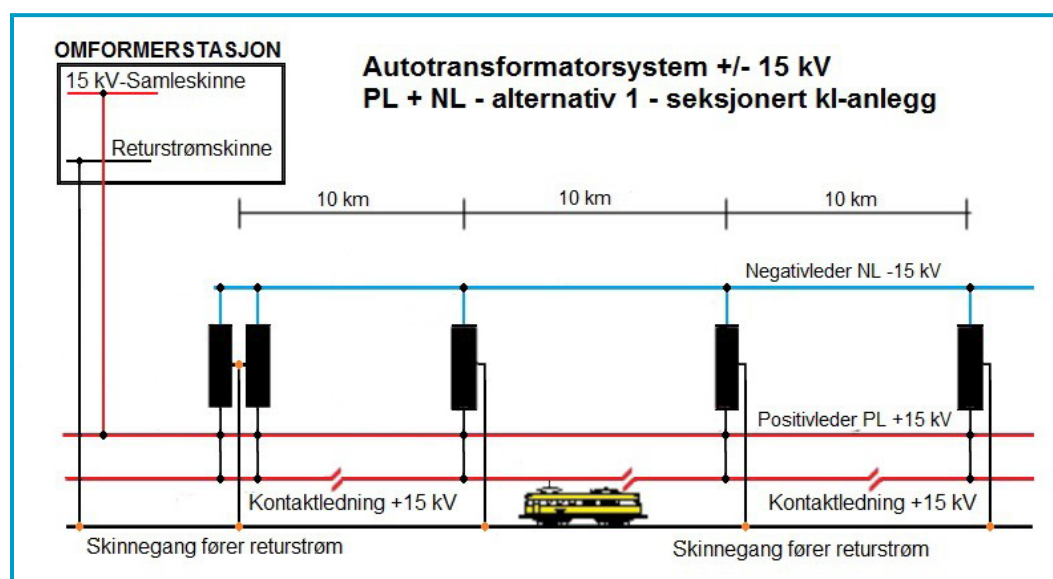 OMFORMERSTASJON
15 kV-Samleskinne
Returstrømskinne
Autotransformatorsystem +/- 15 kV
PL + NL - alternativ 1 - seksjonert kl-anlegg
10 km
10 km
10 km
Negativleder NL -15 kV
Positivleder PL +15 kV
Kontaktledning +15 kV
Kontaktledning +15 kV
Skinnegang fører returstrøm
Skinnegang fører returstrøm